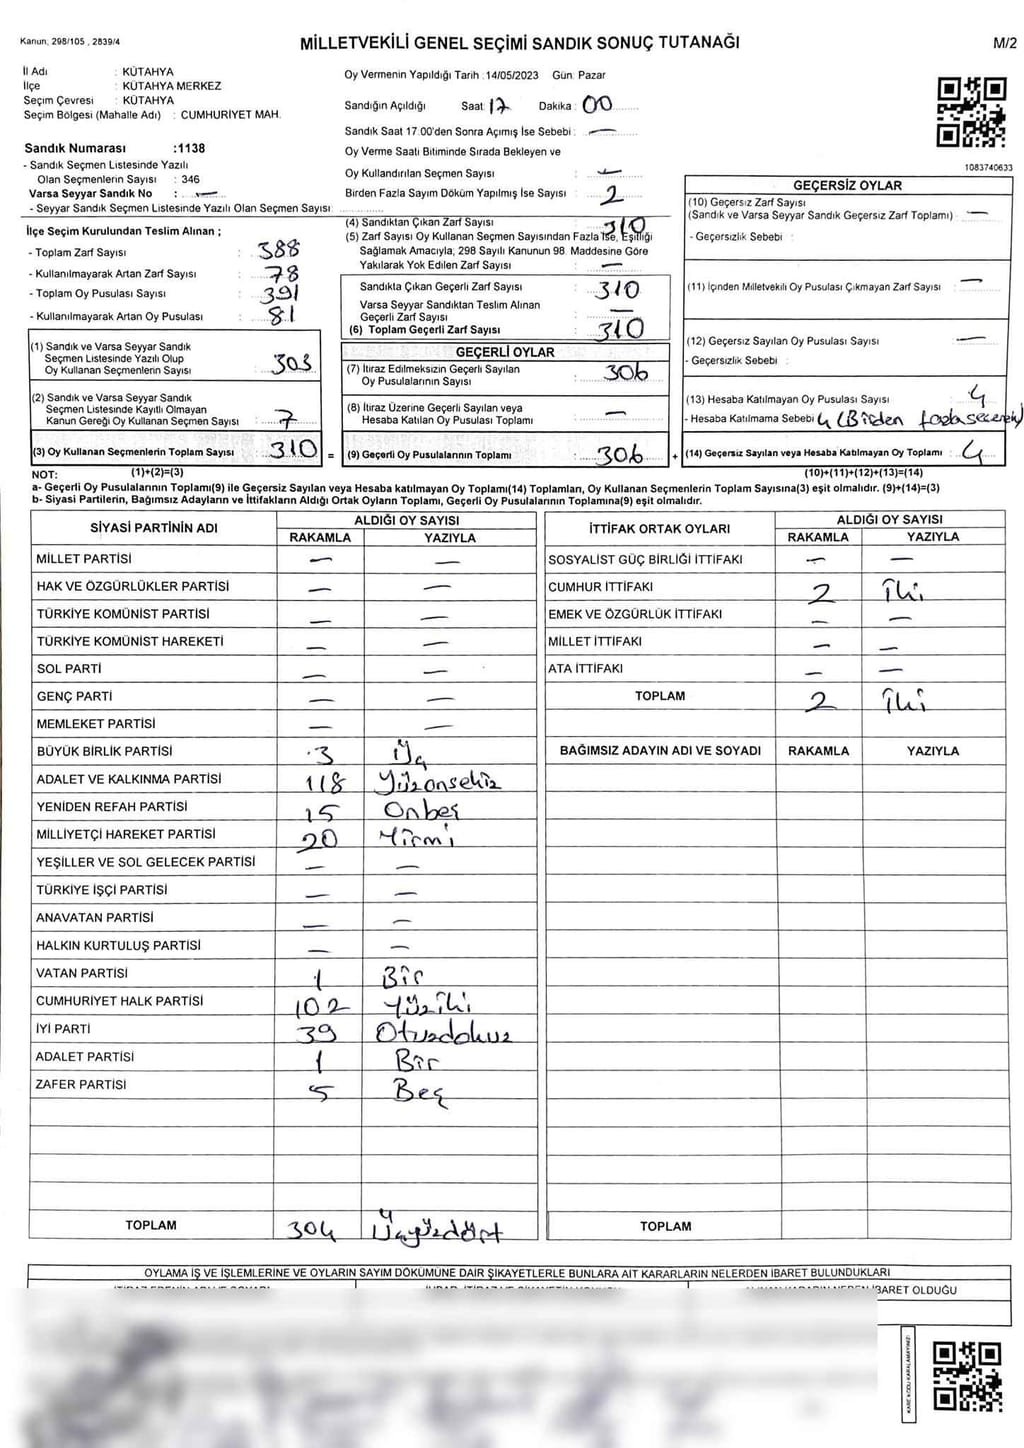 Kanun, 298/105 , 2839/4
MİLLETVEKİLİ GENEL SEÇİMİ SANDIK SONUÇ TUTANAĞI
M/2
İl Adı : KÜTAHYA
İlçe : KÜTAHYA MERKEZ
Seçim Çevresi : KÜTAHYA
Seçim Bölgesi (Mahalle Adı) : CUMHURİYET MAH.
Sandık Numarası :1138
- Sandık Seçmen Listesinde Yazılı
Olan Seçmenlerin Sayısı : 346
Varsa Seyyar Sandık No : —
- Seyyar Sandık Seçmen Listesinde Yazılı Olan Seçmen Sayısı:
İlçe Seçim Kurulundan Teslim Alınan ;
- Toplam Zarf Sayısı : 388
- Kullanılmayarak Artan Zarf Sayısı : 78
- Toplam Oy Pusulası Sayısı : 391
- Kullanılmayarak Artan Oy Pusulası : 81
(1) Sandık ve Varsa Seyyar Sandık
Seçmen Listesinde Yazılı Olup
Oy Kullanan Seçmenlerin Sayısı : 303
(2) Sandık ve Varsa Seyyar Sandık
Seçmen Listesinde Kayıtlı Olmayan
Kanun Gereği Oy Kullanan Seçmen Sayısı : 7
(3) Oy Kullanan Seçmenlerin Toplam Sayısı : 310 =
Oy Vermenin Yapıldığı Tarih :14/05/2023 Gün: Pazar
Sandığın Açıldığı Saat: 17 Dakika : 00
Sandık Saat 17.00'den Sonra Açımış İse Sebebi : —
Oy Verme Saati Bitiminde Sırada Bekleyen ve
Oy Kullandırılan Seçmen Sayısı : —
Birden Fazla Sayım Döküm Yapılmış İse Sayısı : 2
(4) Sandıktan Çıkan Zarf Sayısı : 310
(5) Zarf Sayısı Oy Kullanan Seçmen Sayısından Fazla İse, Eşitliği
Sağlamak Amacıyla, 298 Sayılı Kanunun 98. Maddesine Göre
Yakılarak Yok Edilen Zarf Sayısı : —
Sandıkta Çıkan Geçerli Zarf Sayısı : 310
Varsa Seyyar Sandıktan Teslim Alınan
Geçerli Zarf Sayısı : —
(6) Toplam Geçerli Zarf Sayısı : 310
GEÇERLİ OYLAR
(7) İtiraz Edilmeksizin Geçerli Sayılan
Oy Pusulalarının Sayısı : 306
(8) İtiraz Üzerine Geçerli Sayılan veya
Hesaba Katılan Oy Pusulası Toplamı : —
(9) Geçerli Oy Pusulalarının Toplamı : 306 +
1083740633
GEÇERSİZ OYLAR
(10) Geçersiz Zarf Sayısı
(Sandık ve Varsa Seyyar Sandık Geçersiz Zarf Toplamı) : —
- Geçersizlik Sebebi :
(11) İçinden Milletvekili Oy Pusulası Çıkmayan Zarf Sayısı : —
(12) Geçersiz Sayılan Oy Pusulası Sayısı : —
- Geçersizlik Sebebi :
(13) Hesaba Katılmayan Oy Pusulası Sayısı : 4
- Hesaba Katılmama Sebebi : 4 (Birden fazla seçenek)
(14) Geçersiz Sayılan veya Hesaba Katılmayan Oy Toplamı : 4
NOT: (1)+(2)=(3) (10)+(11)+(12)+(13)=(14)
a- Geçerli Oy Pusulalarının Toplamı(9) ile Geçersiz Sayılan veya Hesaba katılmayan Oy Toplamı(14) Toplamları, Oy Kullanan Seçmenlerin Toplam Sayısına(3) eşit olmalıdır. (9)+(14)=(3)
b- Siyasi Partilerin, Bağımsız Adayların ve İttifakların Aldığı Ortak Oyların Toplamı, Geçerli Oy Pusulalarının Toplamına(9) eşit olmalıdır.
SİYASİ PARTİNİN ADI ALDIĞI OY SAYISI
RAKAMLA YAZIYLA
MİLLET PARTİSİ — —
HAK VE ÖZGÜRLÜKLER PARTİSİ — —
TÜRKİYE KOMÜNİST PARTISI — —
TÜRKİYE KOMÜNIST HAREKETİ — —
SOL PARTİ — —
GENÇ PARTİ — —
MEMLEKET PARTİSİ — —
BÜYÜK BİRLİK PARTİSİ 3 Üç
ADALET VE KALKINMA PARTİSİ 118 Yüzonsekiz
YENİDEN REFAH PARTİSİ 15 Onbeş
MİLLİYETÇİ HAREKET PARTİSİ 20 Yirmi
YEŞİLLER VE SOL GELECEK PARTİSİ — —
TÜRKİYE İŞÇİ PARTİSİ — —
ANAVATAN PARTİSİ — —
HALKIN KURTULUŞ PARTİSİ — —
VATAN PARTİSİ 1 Bir
CUMHURİYET HALK PARTİSİ 102 Yüziki
İYİ PARTİ 39 Otuzdokuz
ADALET PARTİSİ 1 Bir
ZAFER PARTİSİ 5 Beş
TOPLAM 304 Üçyüzdört
İTTİFAK ORTAK OYLARI ALDIĞI OY SAYISI
RAKAMLA YAZIYLA
SOSYALİST GÜÇ BİRLİĞİ İTTİFAKI — —
CUMHUR İTTİFAKI 2 İki
EMEK VE ÖZGÜRLÜK İTTİFAKI — —
MİLLET İTTİFAKI — —
ATA İTTİFAKI — —
TOPLAM 2 İki
BAĞIMSIZ ADAYIN ADI VE SOYADI RAKAMLA YAZIYLA
TOPLAM
OYLAMA İŞ VE İŞLEMLERİNE VE OYLARIN SAYIM DÖKÜMÜNE DAİR ŞIKAYETLERLE BUNLARA AİT KARARLARIN NELERDEN İBARET BULUNDUKLARI
İBARET OLDUĞU
KARE KODU KARALAMAYINIZ!